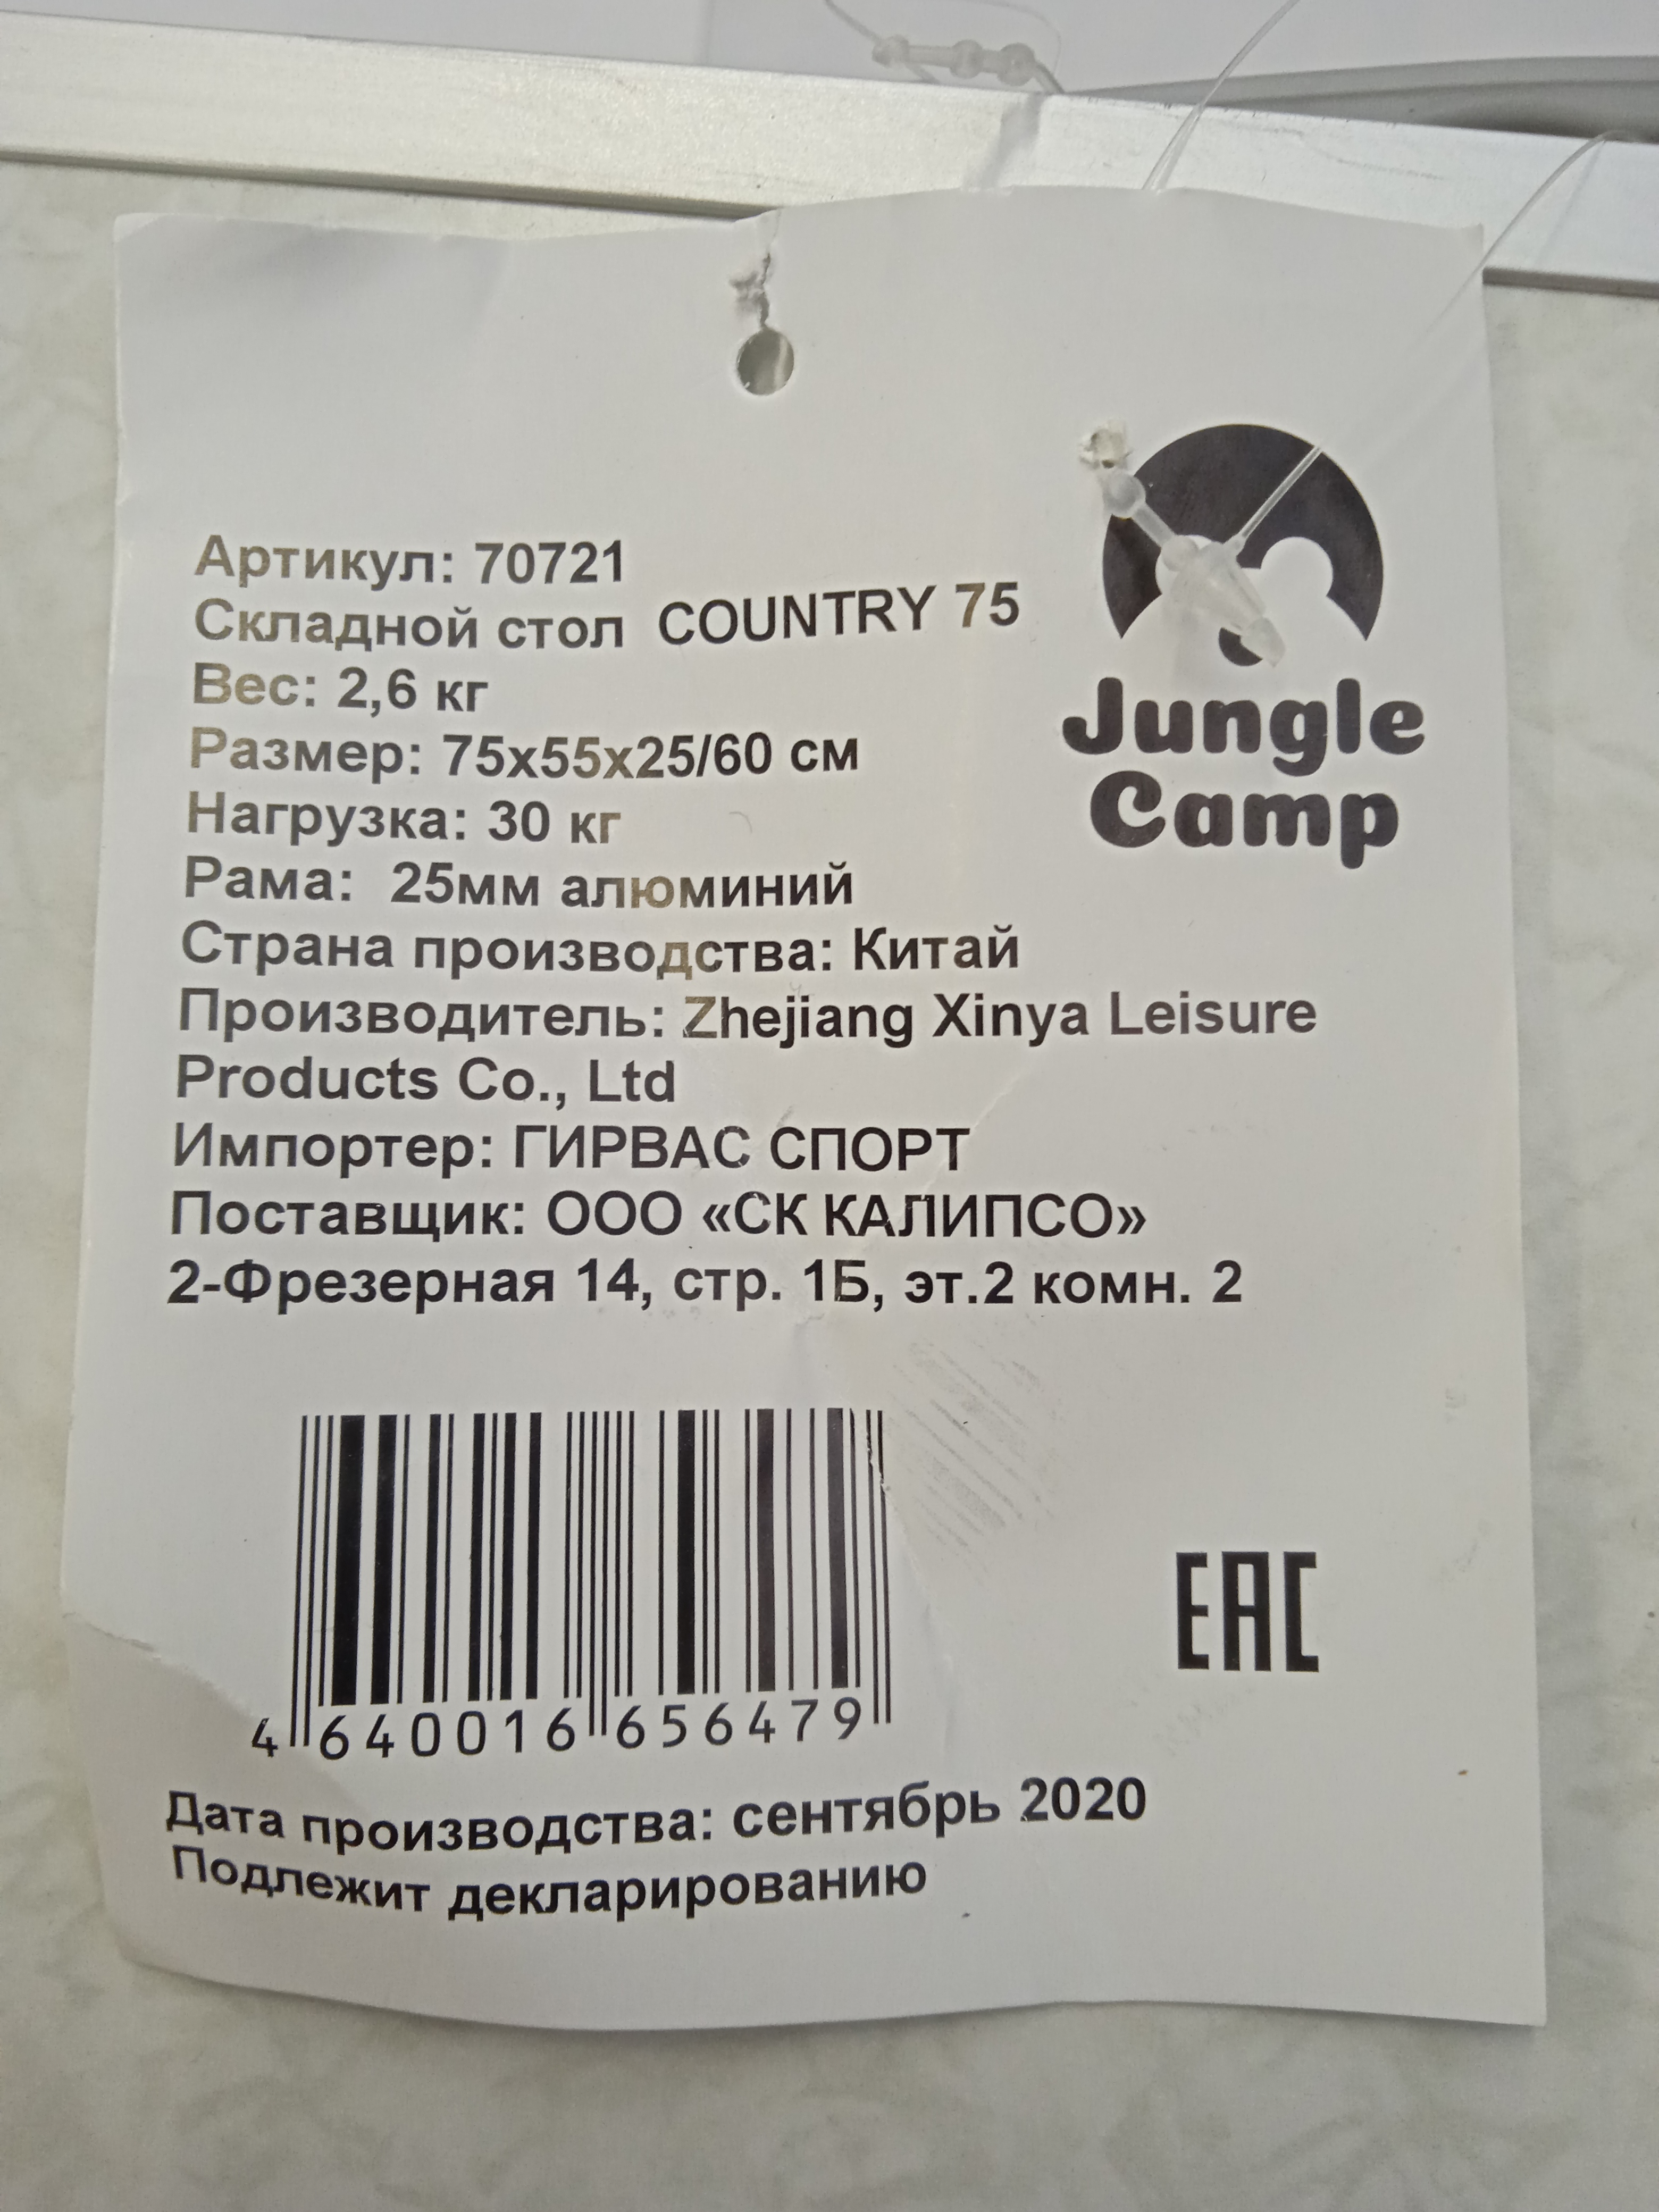 Артикул: 70721
Складной стол COUNTRY 75
Вес: 2,6 кг
Размер: 75х55х25/60 см
Нагрузка: 30 кг
Рама: 25мм алюминий
Страна производства: Китай
Производитель: Zhejiang Xinya Leisure
Products Co., Ltd
Импортер: ГИРВАС СПОРТ
Поставщик: ООО «СК КАЛИПСО»
2-Фрезерная 14, стр. 1Б, эт.2 комн. 2
Jungle
Camp
4 640016 656479
EAC
Дата производства: сентябрь 2020
Подлежит декларированию